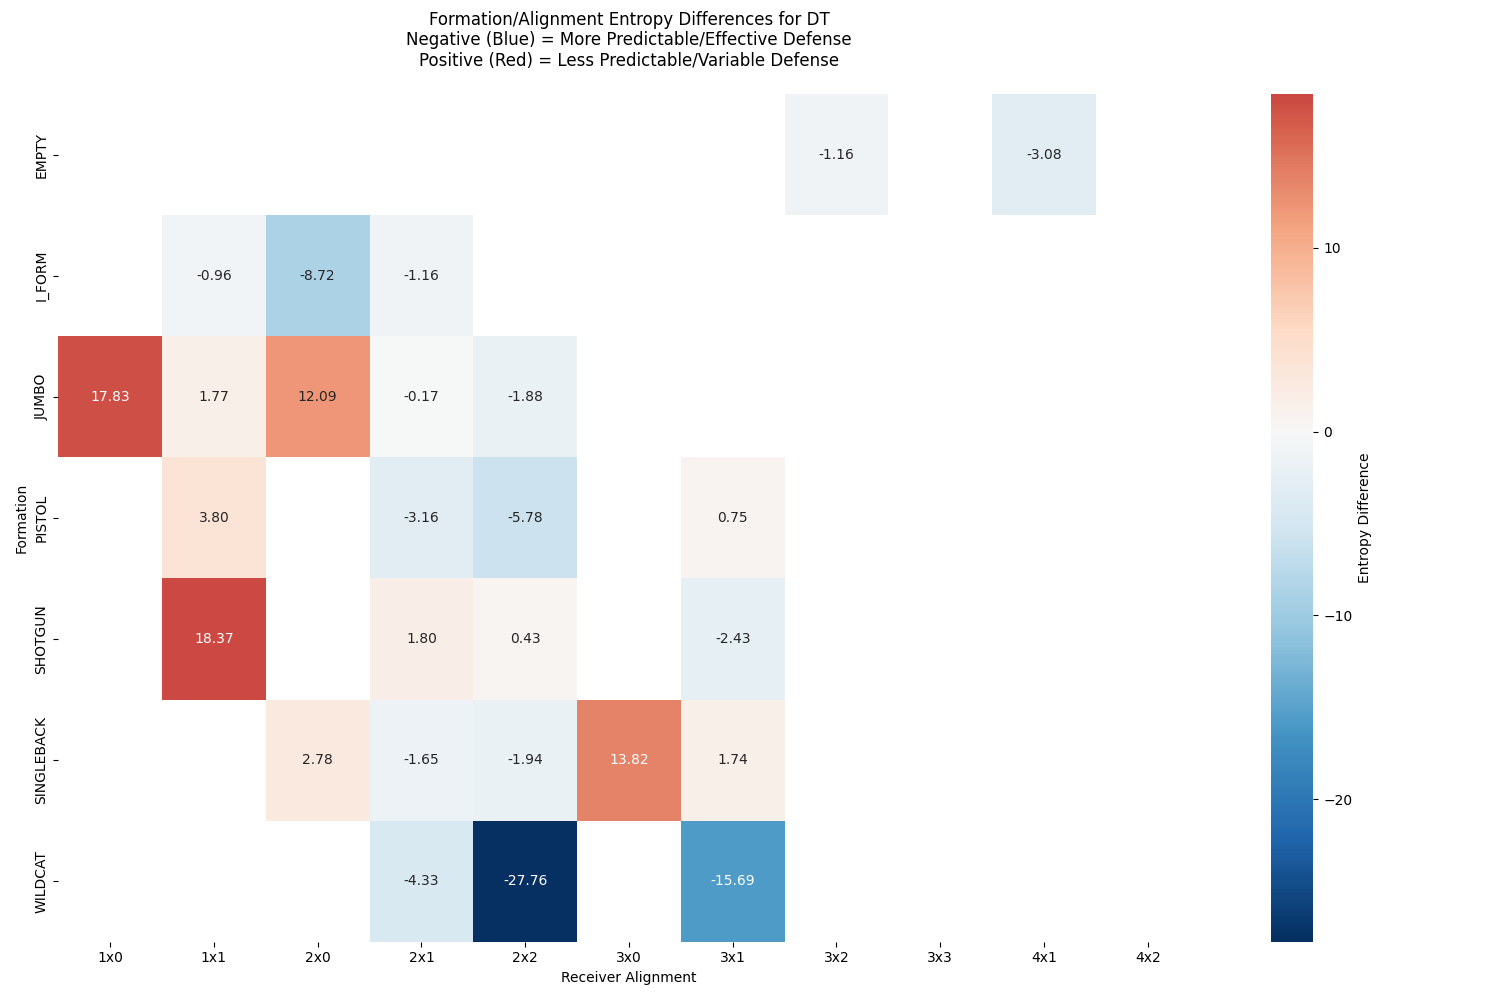 Formation/Alignment Entropy Differences for DT
Negative (Blue) = More Predictable/Effective Defense
Positive (Red) = Less Predictable/Variable Defense
Formation
EMPTY
-1.16
-3.08
I_FORM
-0.96
-8.72
-1.16
JUMBO
17.83
1.77
12.09
-0.17
-1.88
PISTOL
3.80
-3.16
-5.78
0.75
SHOTGUN
18.37
1.80
0.43
-2.43
SINGLEBACK
2.78
-1.65
-1.94
13.82
1.74
WILDCAT
-4.33
-27.76
-15.69
1x0
1x1
2x0
2x1
2x2
3x0
3x1
3x2
3x3
4x1
4x2
Receiver Alignment
10
0
−10
−20
Entropy Difference